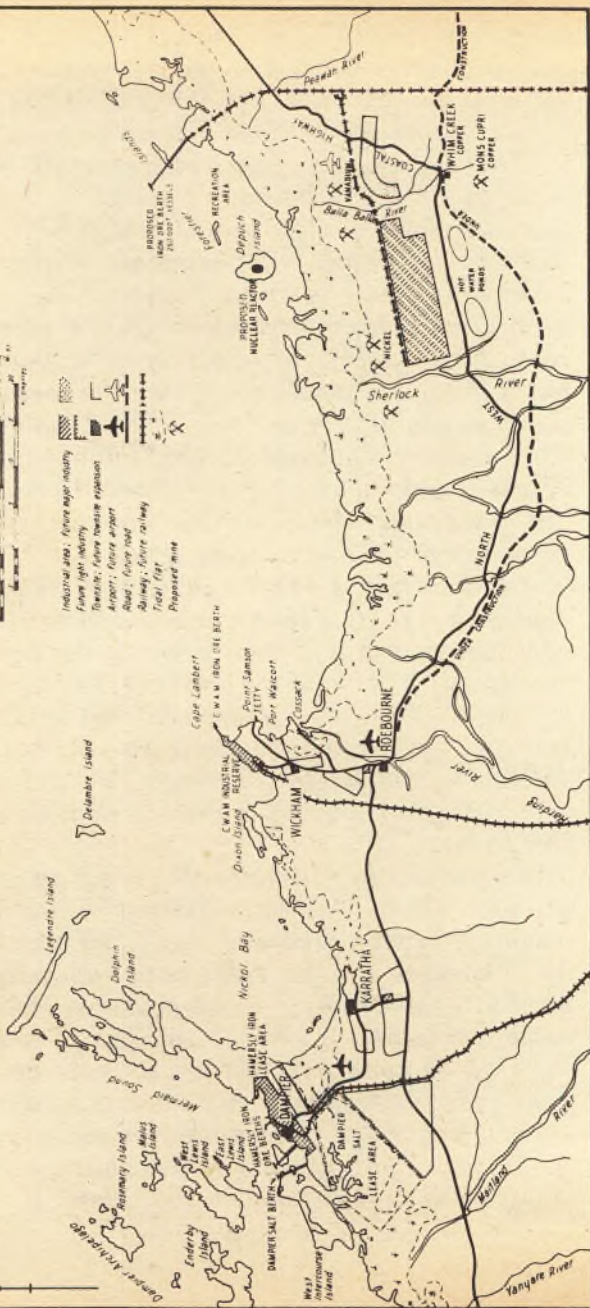 Dampier Archipelago
Rosemary Island
Malus
Island
Enderby
Island
West
Lewis
Island
East
Lewis
Island
West
Intercourse
Island
Mermaid Sound
Legendre Island
Dolphin
Island
Delambre Island
Nickol Bay
HAMERSLY IRON
LEASE AREA
HAMERSLY IRON
ORE BERTHS
DAMPIER SALT BERTH
DAMPIER
DAMPIER
SALT
LEASE AREA
KARRATHA
Maitland
River
Yanyare River
Dixon Island
Cape Lambert
C W A M IRON ORE BERTH
C W A M INDUSTRIAL
RESERVE
Point Samson
JETTY
Port Walcott
Cossack
WICKHAM
ROEBOURNE
Harding
River
Industrial area; future major industry
Future light industry
Townsite; future townsite expansion
Airport; future airport
Road; future road
Railway; future railway
Tidal flat
Proposed mine
UNDER CONSTRUCTION
NORTH
WEST
COASTAL
HIGHWAY
Sherlock
River
NICKEL
HOT
WATER
PONDS
PROPOSED
NUCLEAR REACTOR
Depuch
Island
Forestier
Islands
RECREATION
AREA
PROPOSED
IRON ORE BERTH
Balla Balla River
VANADIUM
Peawah River
WHIM CREEK
COPPER
MONS CUPRI
COPPER
UNDER
CONSTRUCTION